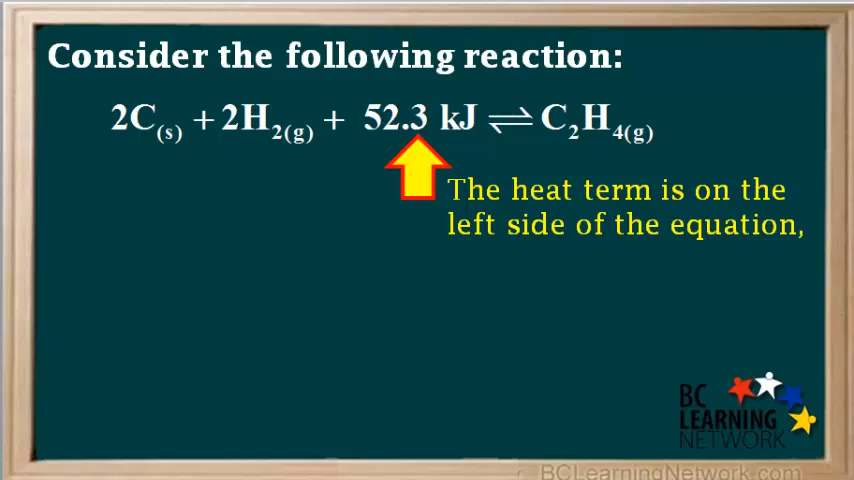 Consider the following reaction:
2C(s) + 2H2(g) + 52.3 kJ ⇌ C2H4(g)
The heat term is on the
left side of the equation,
BC
LEARNING
NETWORK
BCLearningNetwork.com